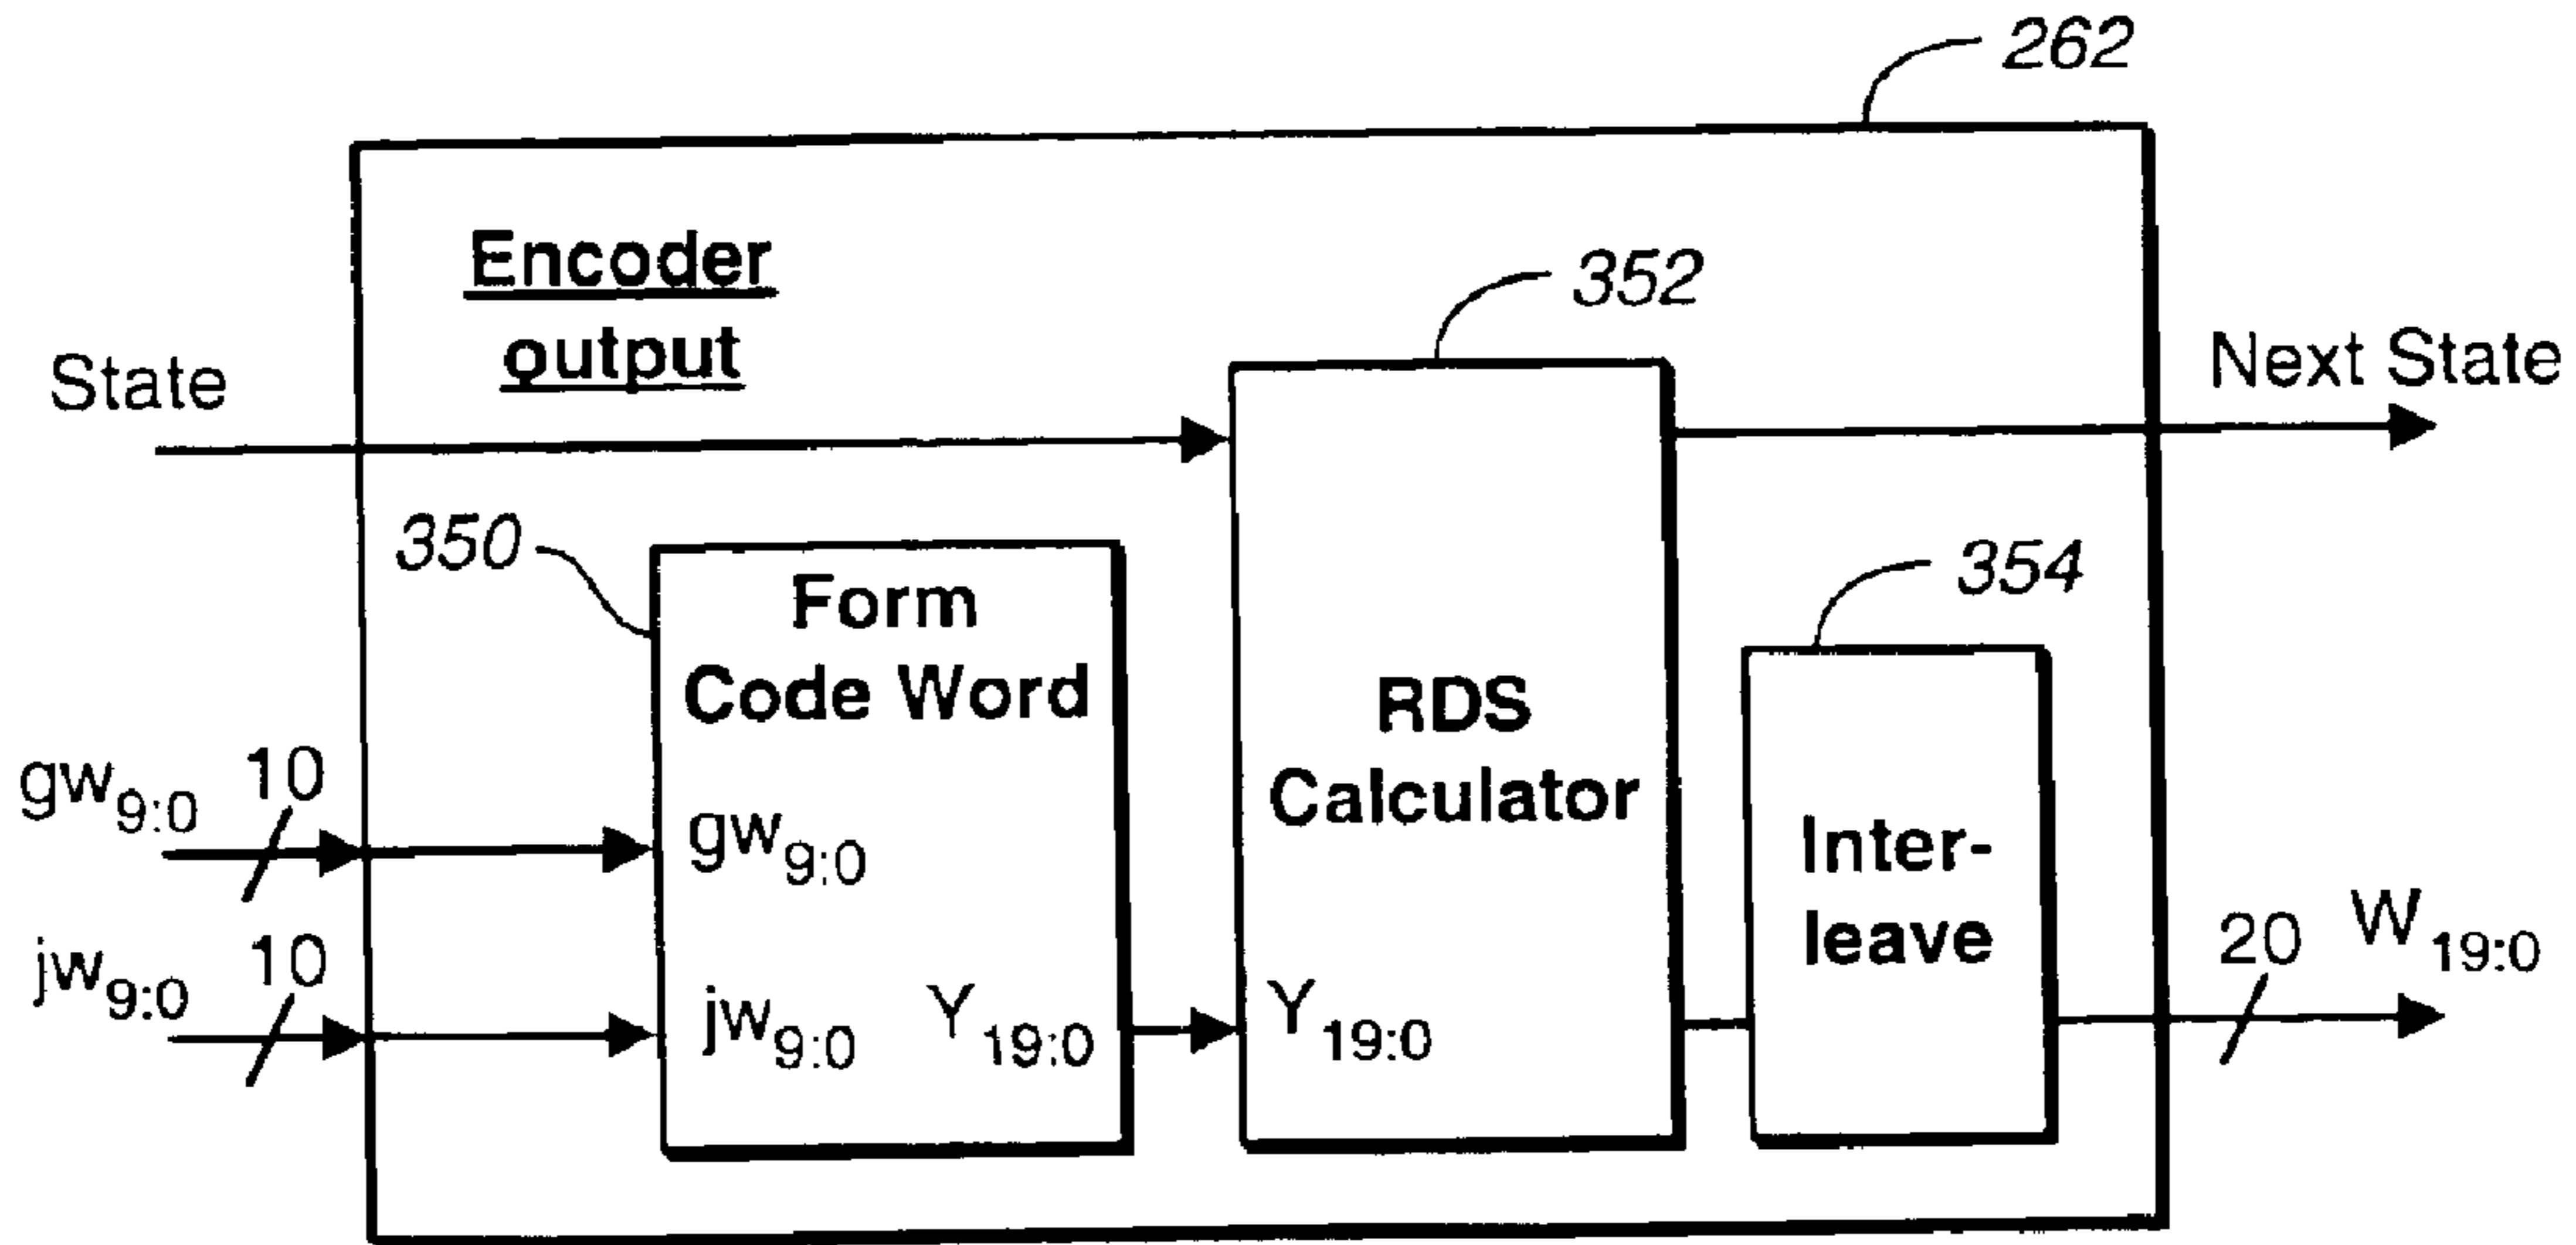 262
Encoder
output
352
State
Next State
350
354
Form
Code Word
RDS
Calculator
gw9:0
10
gw9:0
Inter-
leave
jw9:0
10
jw9:0
Y19:0
Y19:0
20
W19:0